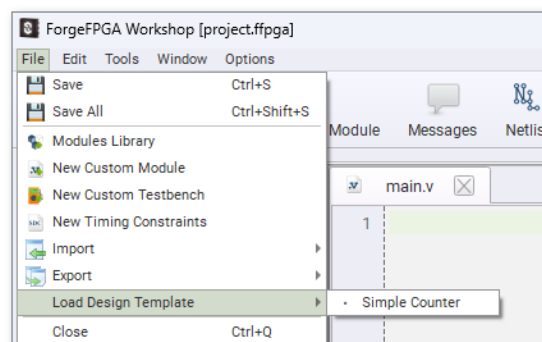 ForgeFPGA Workshop [project.ffpga]
File Edit Tools Window Options
Save Ctrl+S
Save All Ctrl+Shift+S
Module Messages Netlis
Modules Library
New Custom Module
main.v
New Custom Testbench
New Timing Constraints
1
Import
Export
Load Design Template
Simple Counter
Close Ctrl+Q